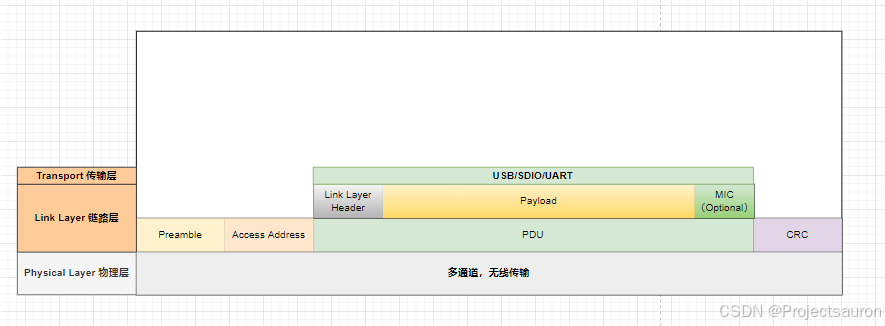 Transport 传输层
USB/SDIO/UART
Link Layer 链路层
Link Layer
Header
Payload
MIC
(Optional)
Preamble
Access Address
PDU
CRC
Physical Layer 物理层
多通道，无线传输
CSDN @Projectsauron